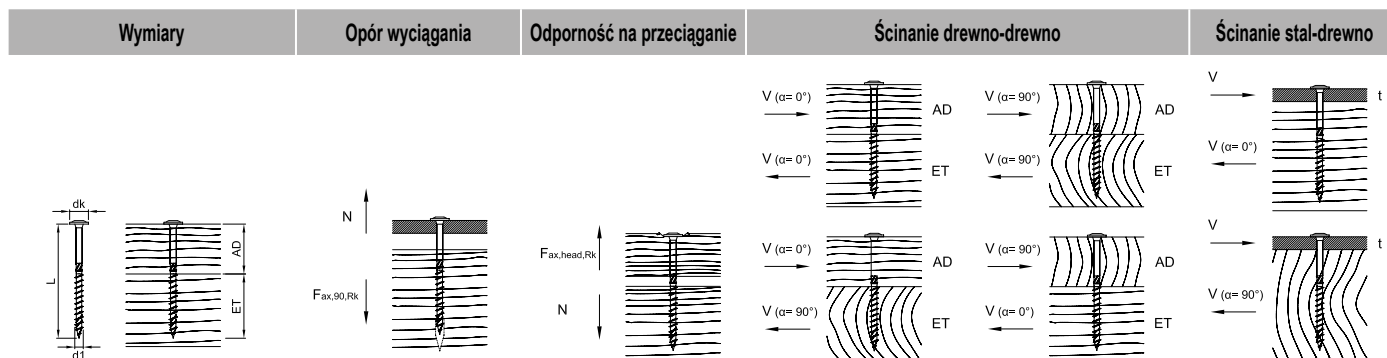 Wymiary
Opór wyciągania
Odporność na przeciąganie
Ścinanie drewno-drewno
Ścinanie stal-drewno
dk
L
d1
AD
ET
N
Fax,90,Rk
Fax,head,Rk
N
V (α= 0°)
AD
V (α= 0°)
ET
V (α= 90°)
AD
V (α= 90°)
ET
V (α= 0°)
AD
V (α= 90°)
ET
V (α= 90°)
AD
V (α= 0°)
ET
V
t
V (α= 0°)
V
t
V (α= 90°)